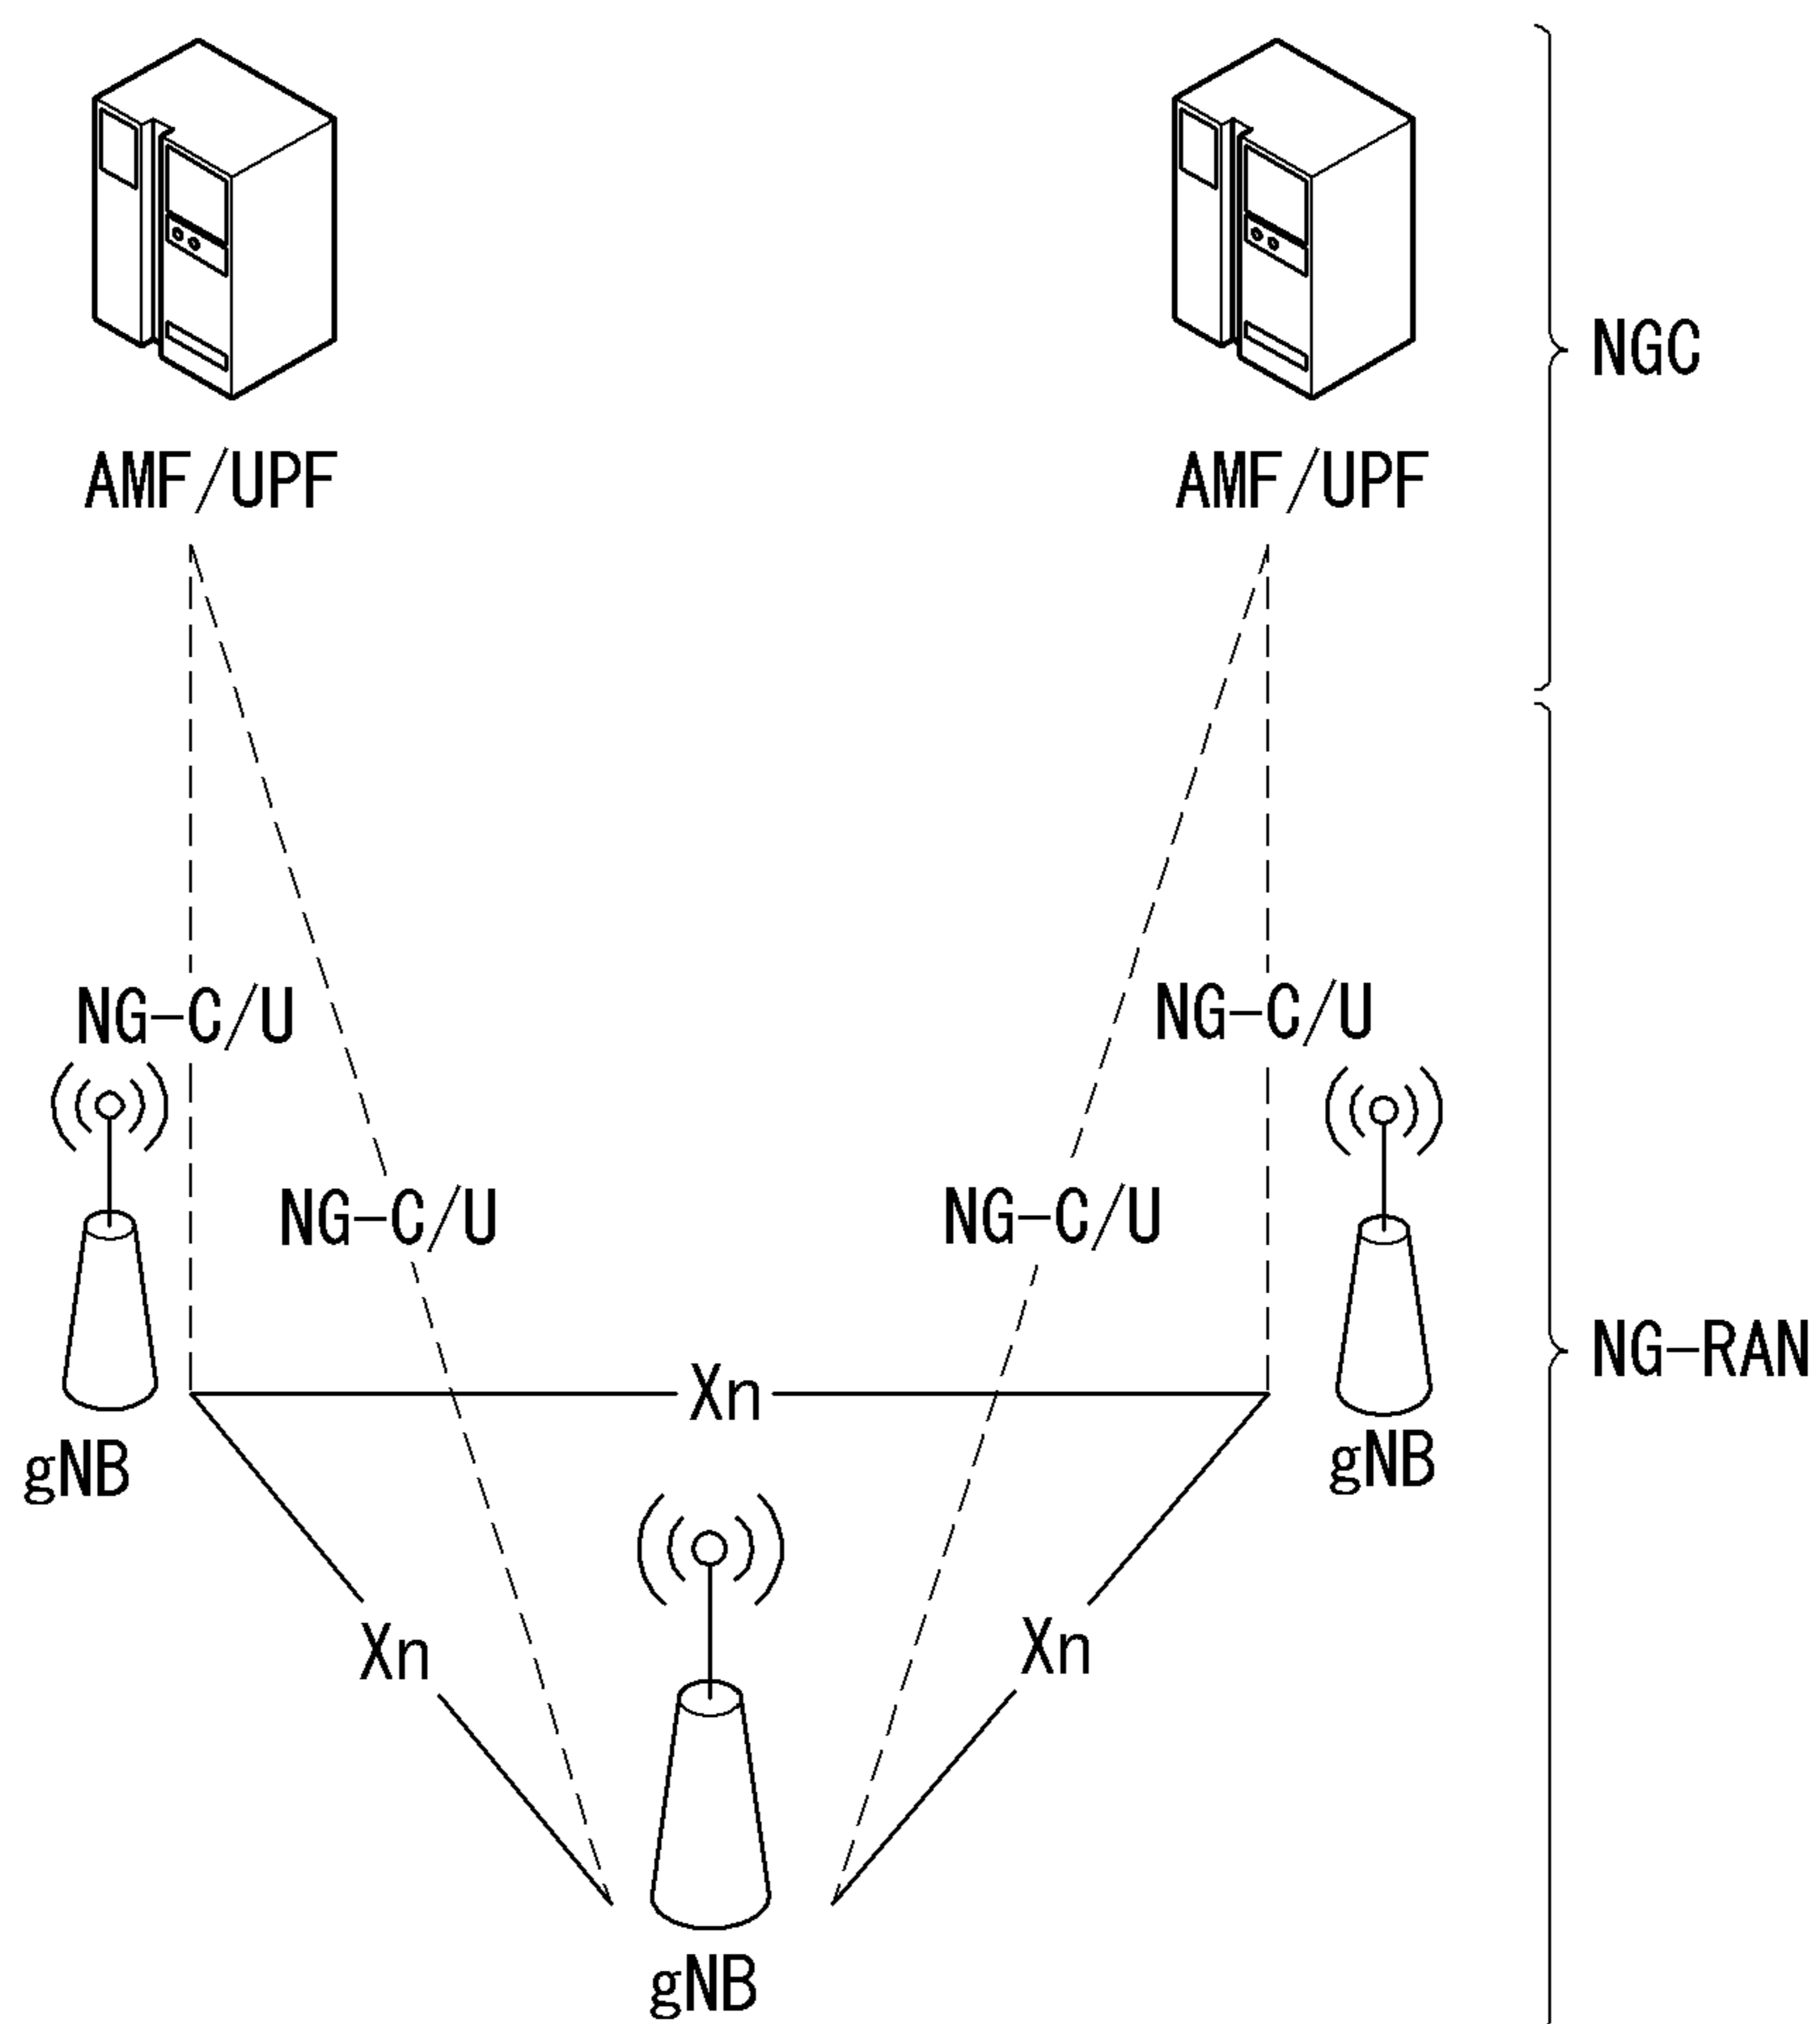 NGC
AMF/UPF
AMF/UPF
NG-C/U
NG-C/U
NG-C/U
NG-C/U
NG-RAN
Xn
gNB
gNB
Xn
Xn
gNB